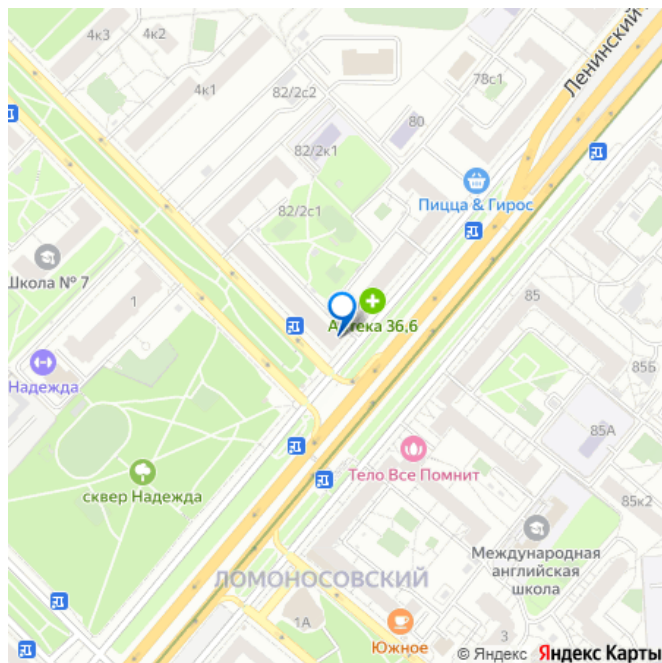 4к3
4к2
4к1
82/2с2
78с1
Ленинский
80
82/2к1
Пицца & Гирос
82/2с1
Школа № 7
1
85
Аптека 36,6
85Б
Надежда
85А
Тело Все Помнит
сквер Надежда
85к2
Международная
английская
школа
ЛОМОНОСОВСКИЙ
1А
Южное
3
© Яндекс Яндекс Карты